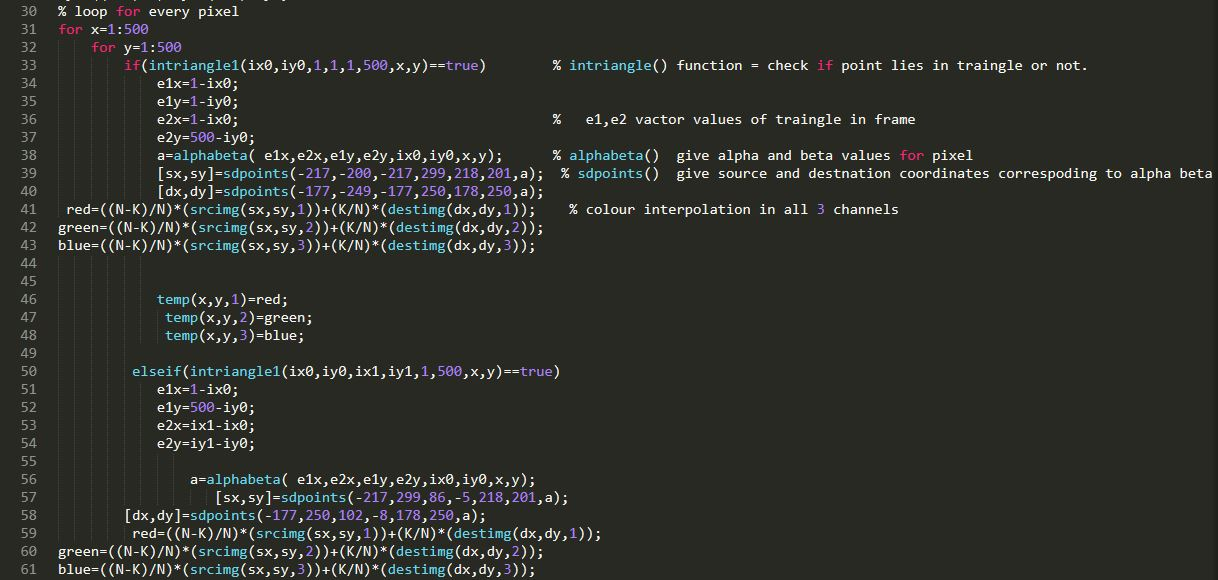 30 % loop for every pixel
31 for x=1:500
32 for y=1:500
33 if(intriangle1(ix0,iy0,1,1,1,500,x,y)==true) % intriangle() function = check if point lies in traingle or not.
34 e1x=1-ix0;
35 e1y=1-iy0;
36 e2x=1-ix0; % e1,e2 vactor values of traingle in frame
37 e2y=500-iy0;
38 a=alphabeta( e1x,e2x,e1y,e2y,ix0,iy0,x,y); % alphabeta() give alpha and beta values for pixel
39 [sx,sy]=sdpoints(-217,-200,-217,299,218,201,a); % sdpoints() give source and destnation coordinates correspoding to alpha beta
40 [dx,dy]=sdpoints(-177,-249,-177,250,178,250,a);
41 red=((N-K)/N)*(srcimg(sx,sy,1))+(K/N)*(destimg(dx,dy,1)); % colour interpolation in all 3 channels
42 green=((N-K)/N)*(srcimg(sx,sy,2))+(K/N)*(destimg(dx,dy,2));
43 blue=((N-K)/N)*(srcimg(sx,sy,3))+(K/N)*(destimg(dx,dy,3));
44
45
46 temp(x,y,1)=red;
47 temp(x,y,2)=green;
48 temp(x,y,3)=blue;
49
50 elseif(intriangle1(ix0,iy0,ix1,iy1,1,500,x,y)==true)
51 e1x=1-ix0;
52 e1y=500-iy0;
53 e2x=ix1-ix0;
54 e2y=iy1-iy0;
55
56 a=alphabeta( e1x,e2x,e1y,e2y,ix0,iy0,x,y);
57 [sx,sy]=sdpoints(-217,299,86,-5,218,201,a);
58 [dx,dy]=sdpoints(-177,250,102,-8,178,250,a);
59 red=((N-K)/N)*(srcimg(sx,sy,1))+(K/N)*(destimg(dx,dy,1));
60 green=((N-K)/N)*(srcimg(sx,sy,2))+(K/N)*(destimg(dx,dy,2));
61 blue=((N-K)/N)*(srcimg(sx,sy,3))+(K/N)*(destimg(dx,dy,3));